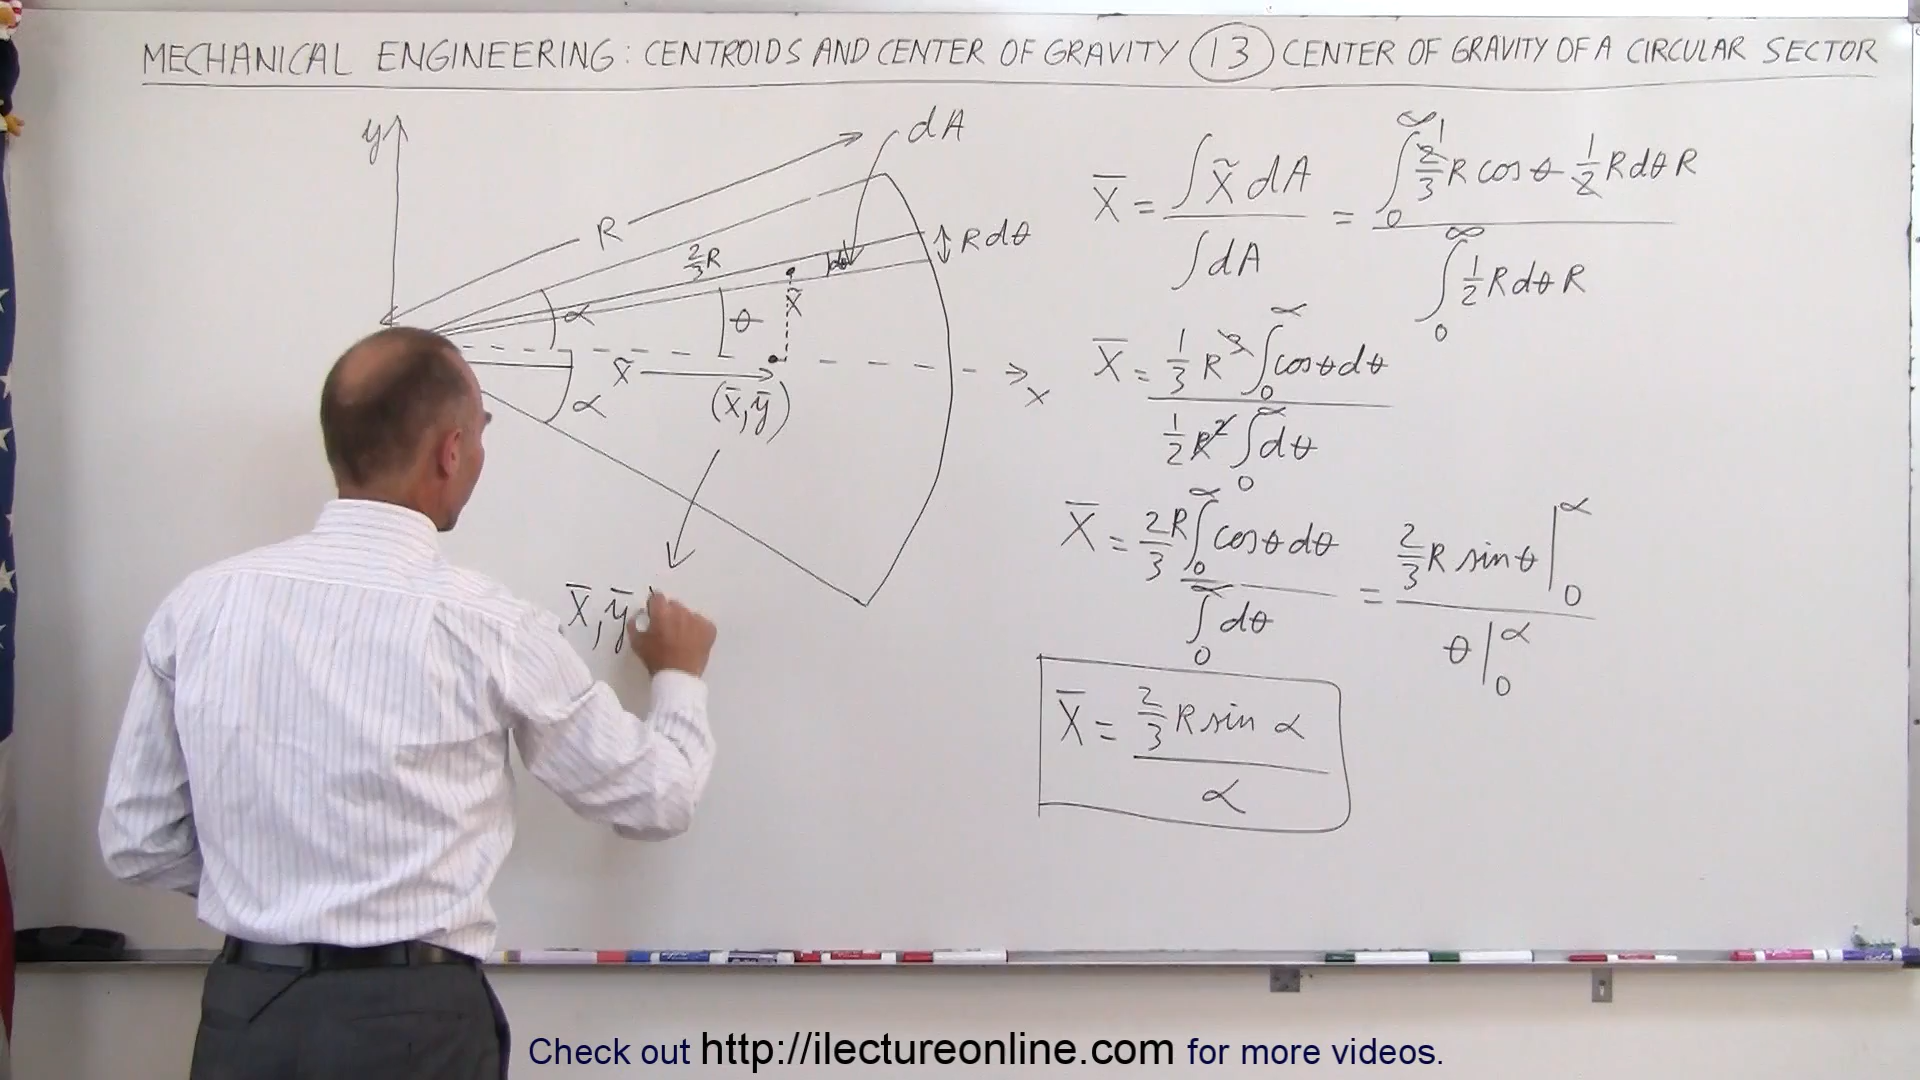 MECHANICAL ENGINEERING: CENTROIDS AND CENTER OF GRAVITY (13) CENTER OF GRAVITY OF A CIRCULAR SECTOR
y
dA
R
2/3 R
dθ
R dθ
α
θ
x̃
x̃
α
(x̄, ȳ)
x
x̄, ȳ
x̄ = ∫ x̃ dA / ∫ dA = ∫₀^α 2/3 R cos θ 1/2 R dθ R / ∫₀^α 1/2 R dθ R
x̄ = 1/3 R³ ∫₀^α cos θ dθ / 1/2 R² ∫₀^α dθ
x̄ = 2/3 R ∫₀^α cos θ dθ / ∫₀^α dθ = 2/3 R sin θ |₀^α / θ |₀^α
x̄ = 2/3 R sin α / α
Check out http://ilectureonline.com for more videos.